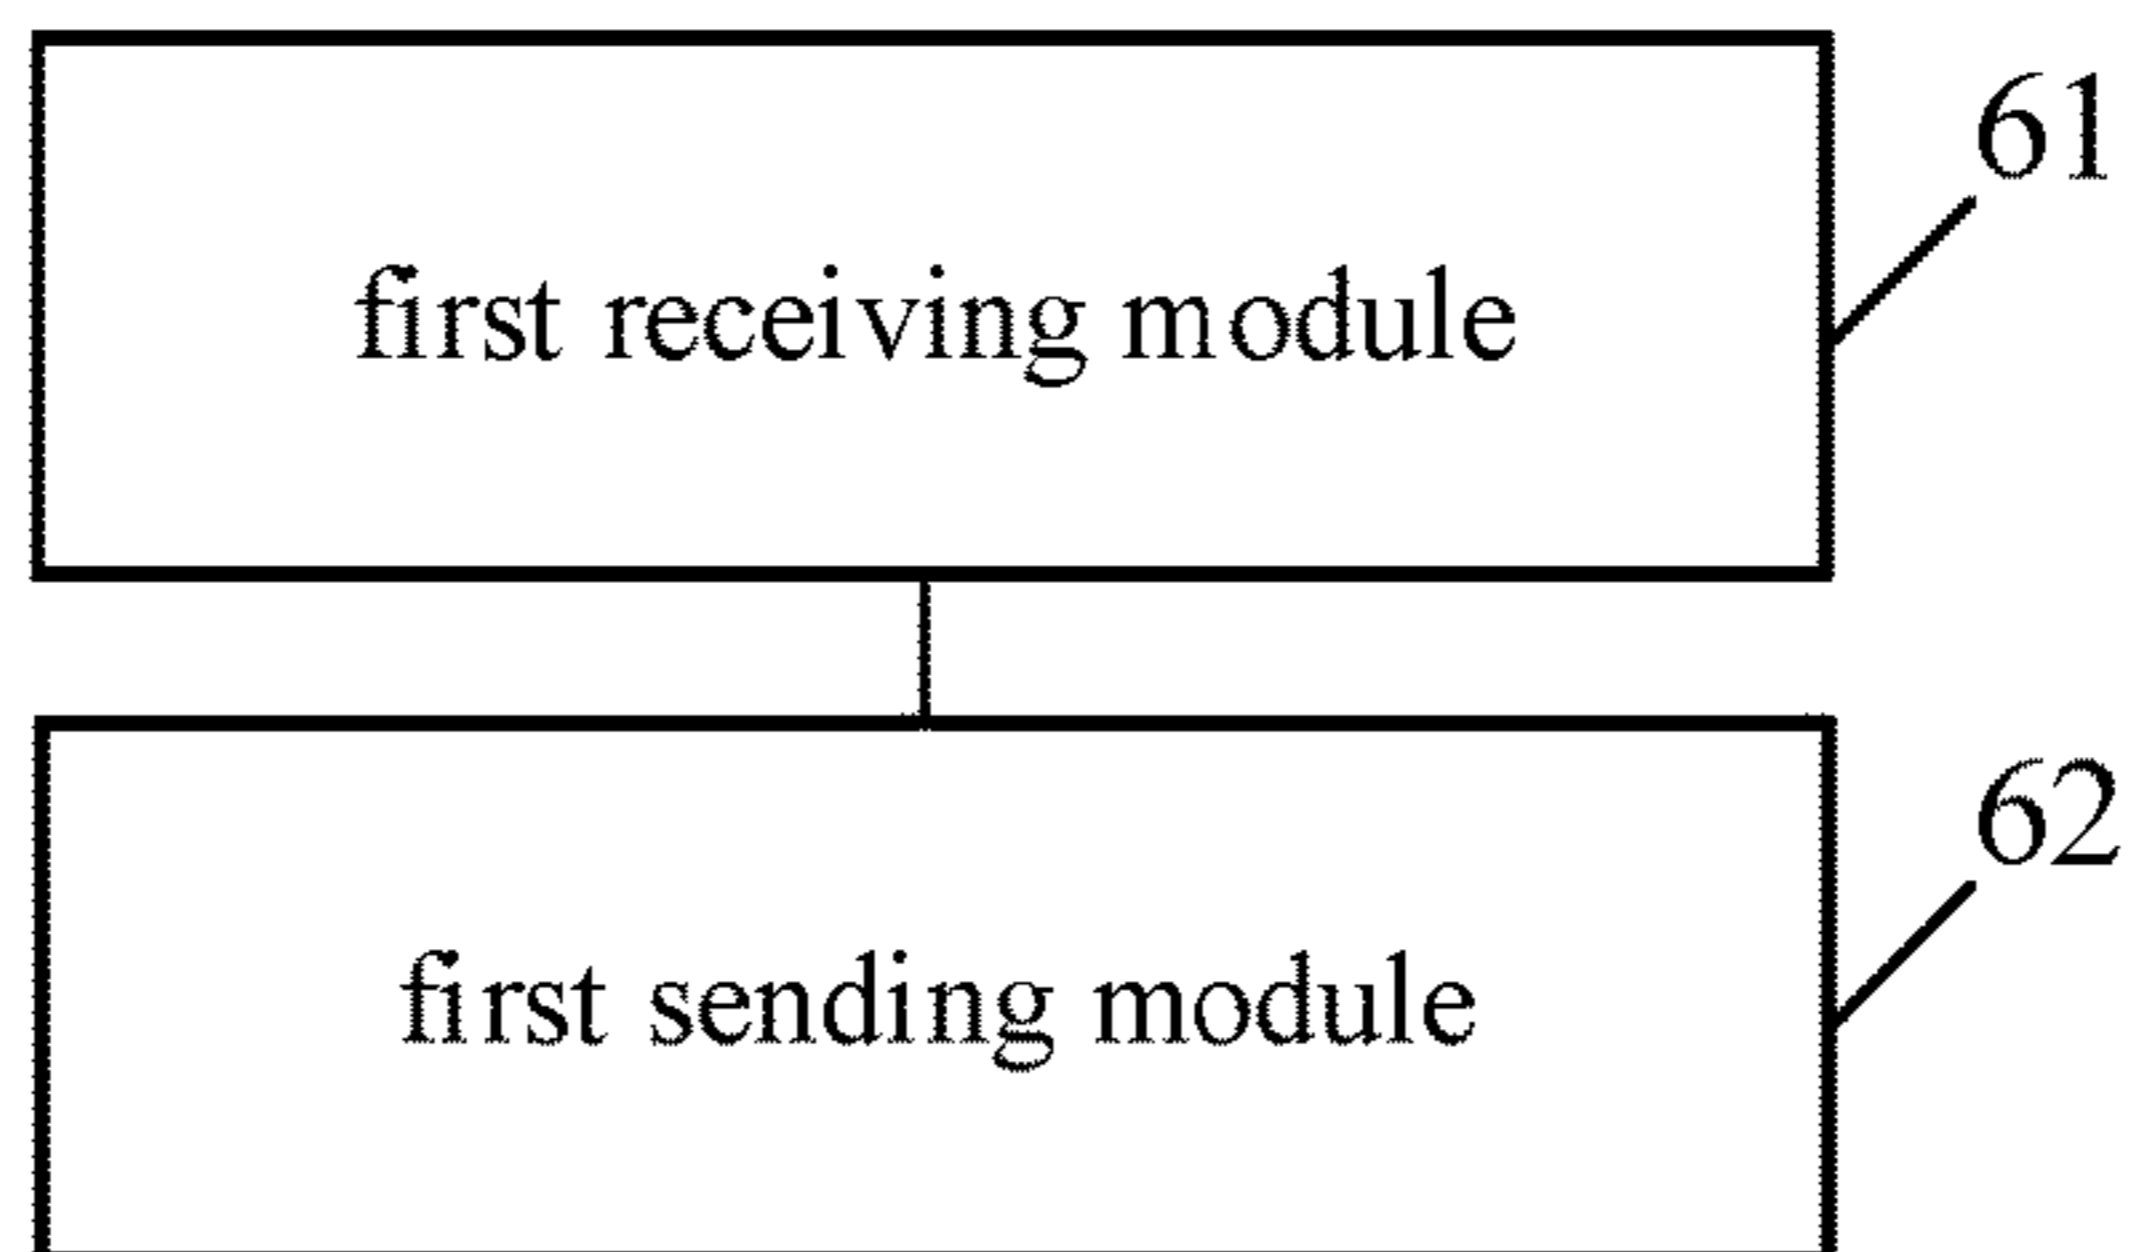 61
first receiving module
62
first sending module